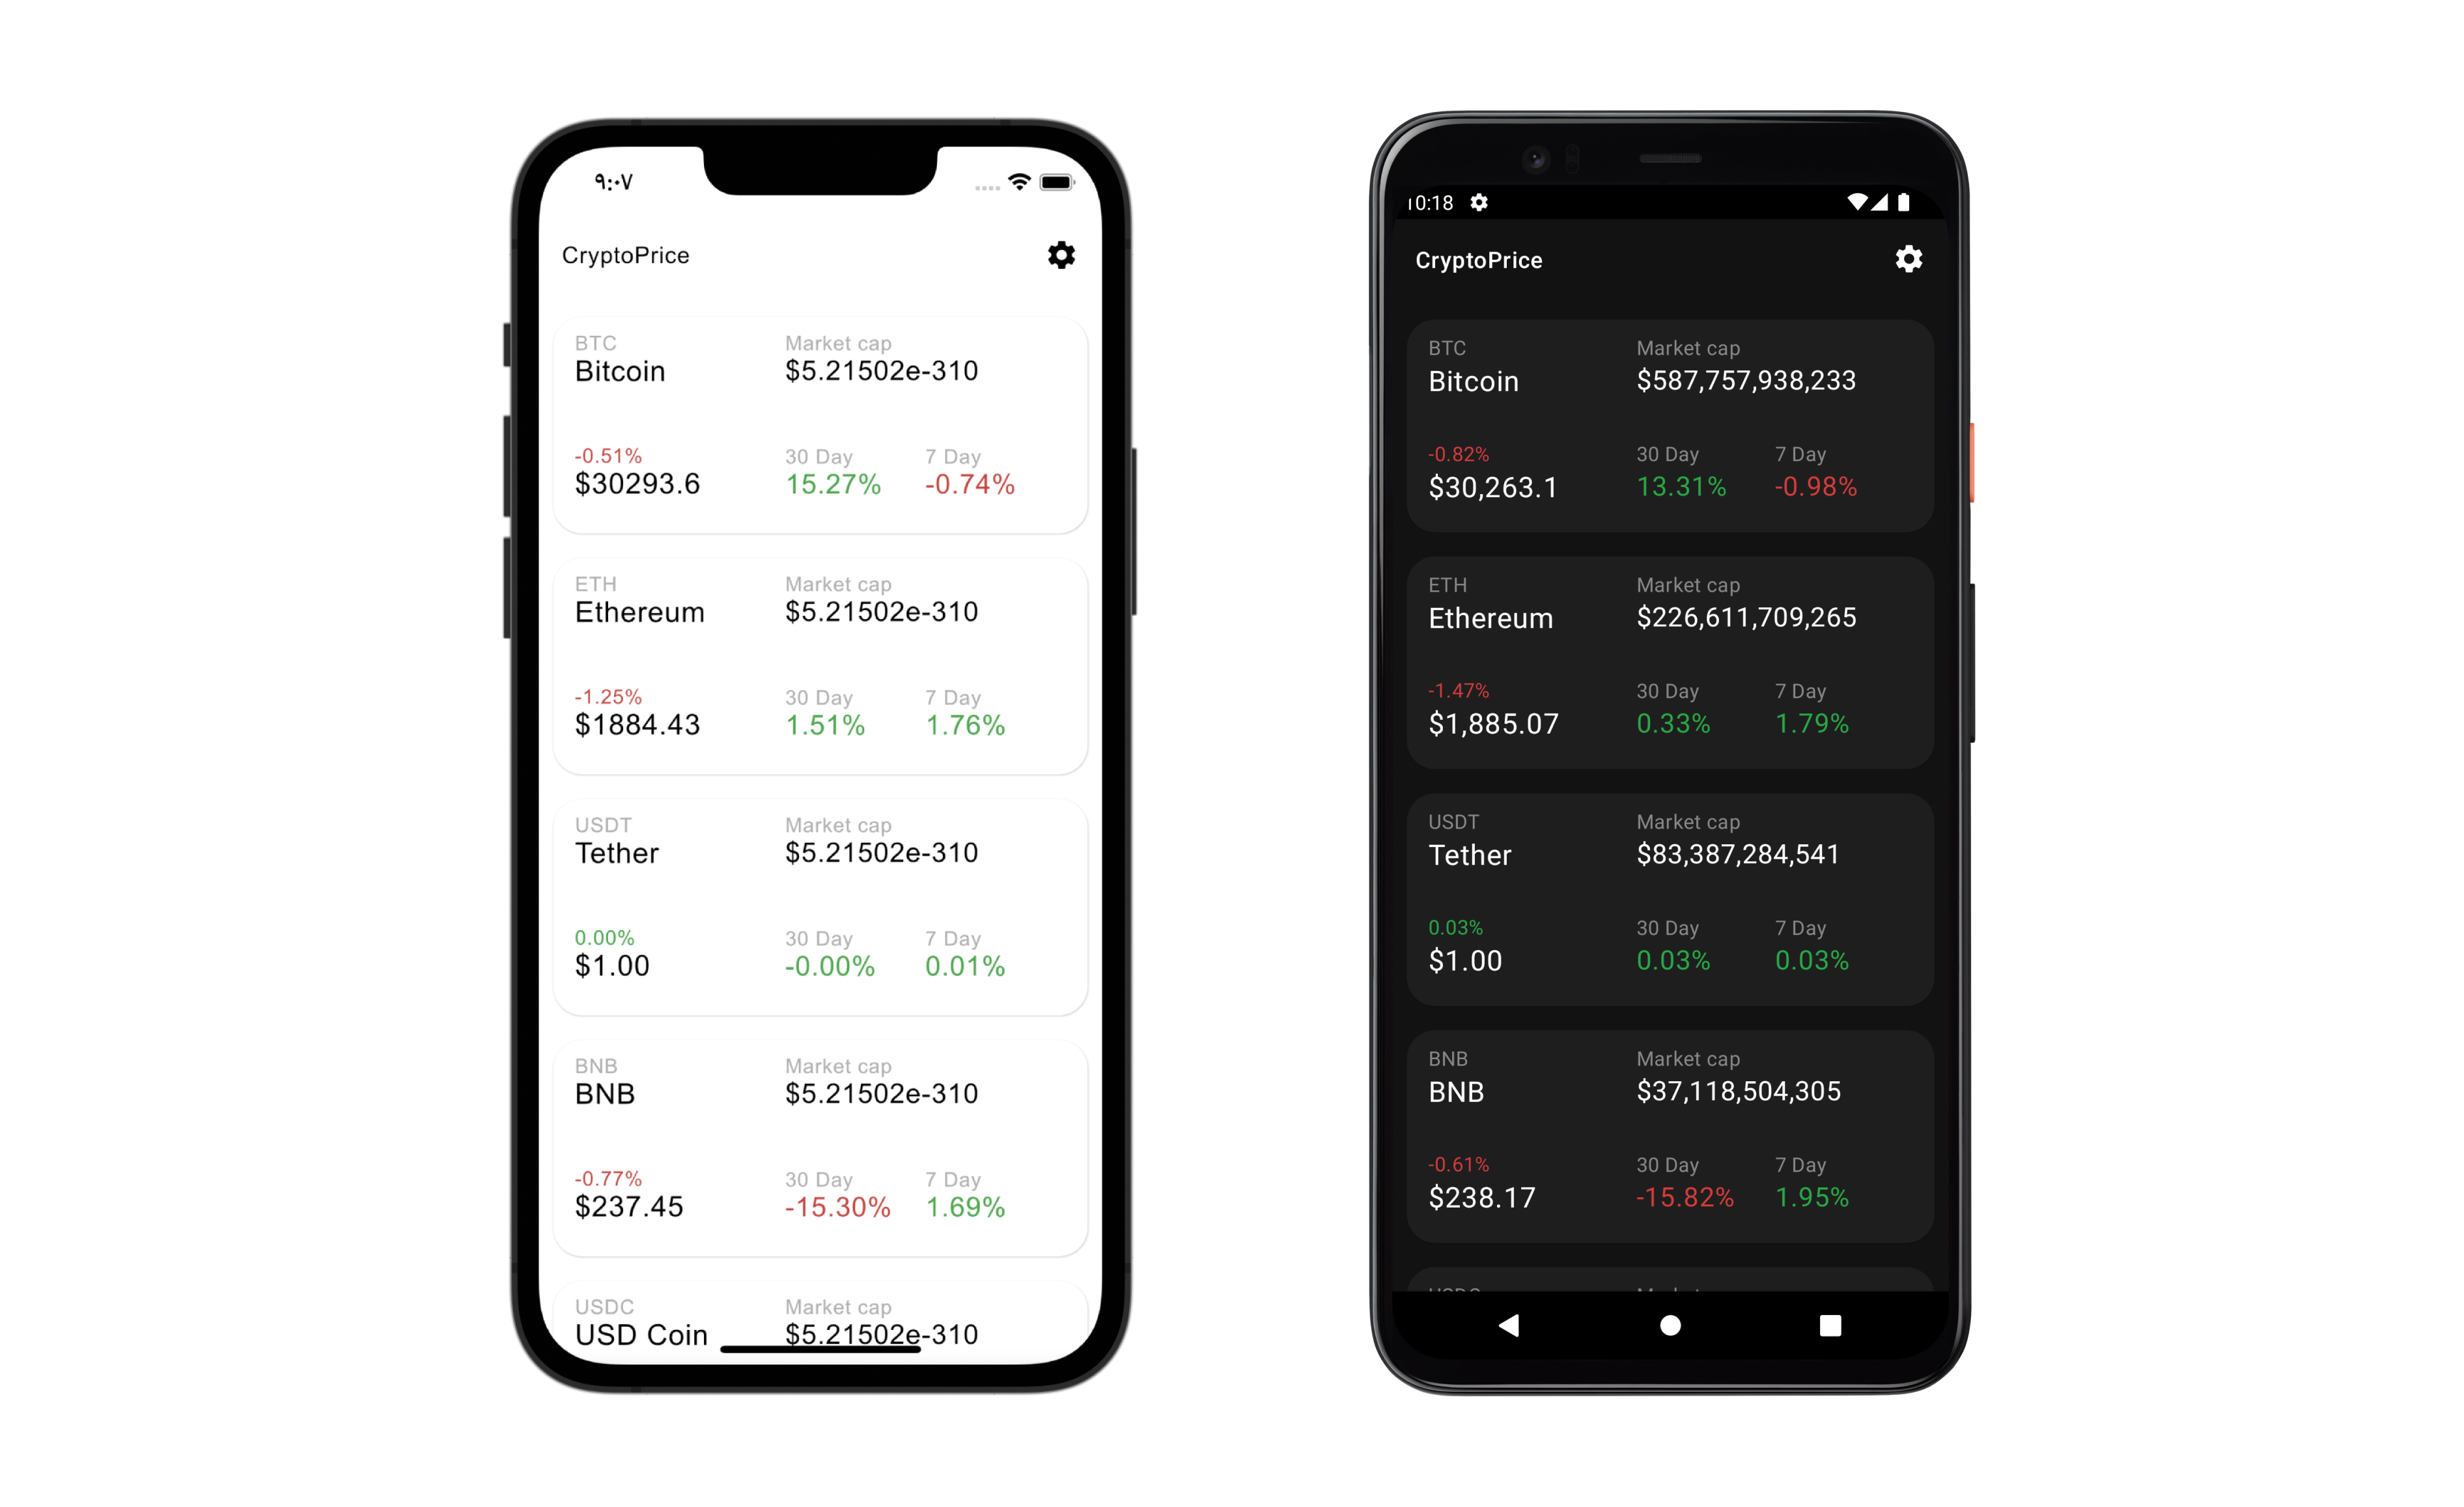 ٩:٠٧
CryptoPrice
BTC Market cap
Bitcoin $5.21502e-310
-0.51% 30 Day 7 Day
$30293.6 15.27% -0.74%
ETH Market cap
Ethereum $5.21502e-310
-1.25% 30 Day 7 Day
$1884.43 1.51% 1.76%
USDT Market cap
Tether $5.21502e-310
0.00% 30 Day 7 Day
$1.00 -0.00% 0.01%
BNB Market cap
BNB $5.21502e-310
-0.77% 30 Day 7 Day
$237.45 -15.30% 1.69%
USDC Market cap
USD Coin $5.21502e-310
10:18
CryptoPrice
BTC Market cap
Bitcoin $587,757,938,233
-0.82% 30 Day 7 Day
$30,263.1 13.31% -0.98%
ETH Market cap
Ethereum $226,611,709,265
-1.47% 30 Day 7 Day
$1,885.07 0.33% 1.79%
USDT Market cap
Tether $83,387,284,541
0.03% 30 Day 7 Day
$1.00 0.03% 0.03%
BNB Market cap
BNB $37,118,504,305
-0.61% 30 Day 7 Day
$238.17 -15.82% 1.95%